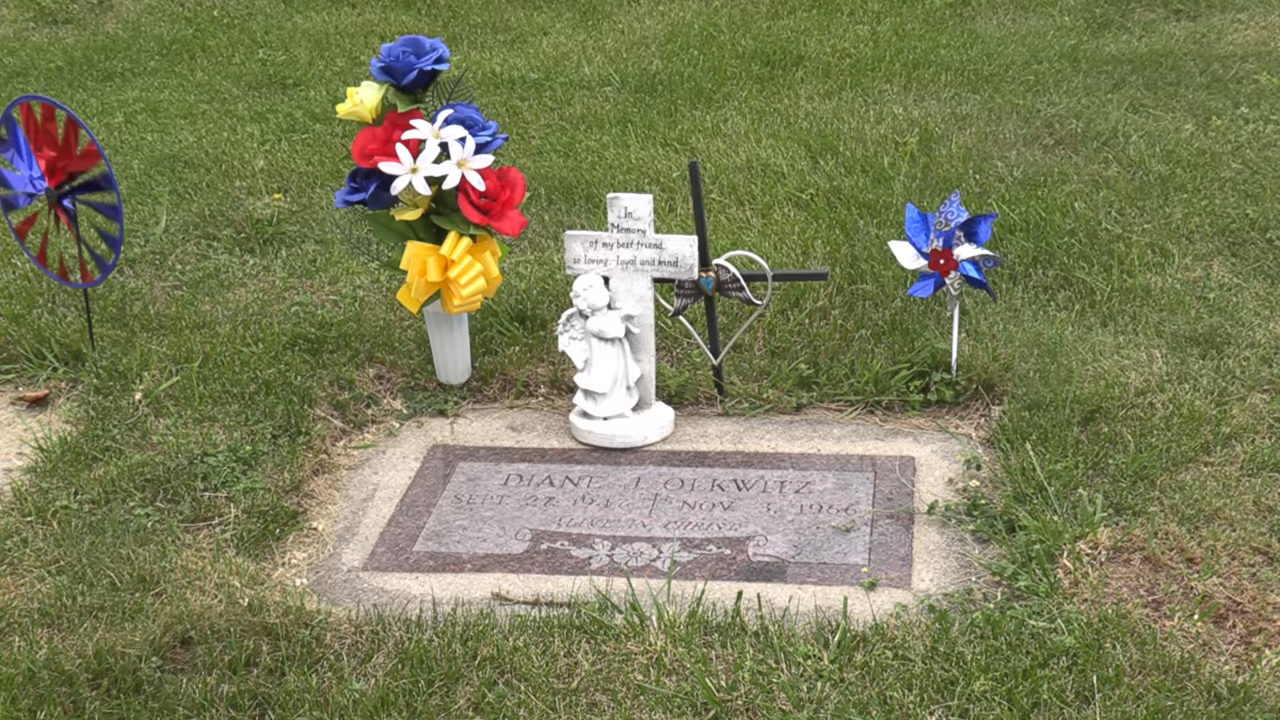 In
Memory
of my best friend
so loving, loyal and kind.
DIANE J. OLKWITZ
SEPT. 27, NOV. 3, 1966
ALIVE IN CHRIST